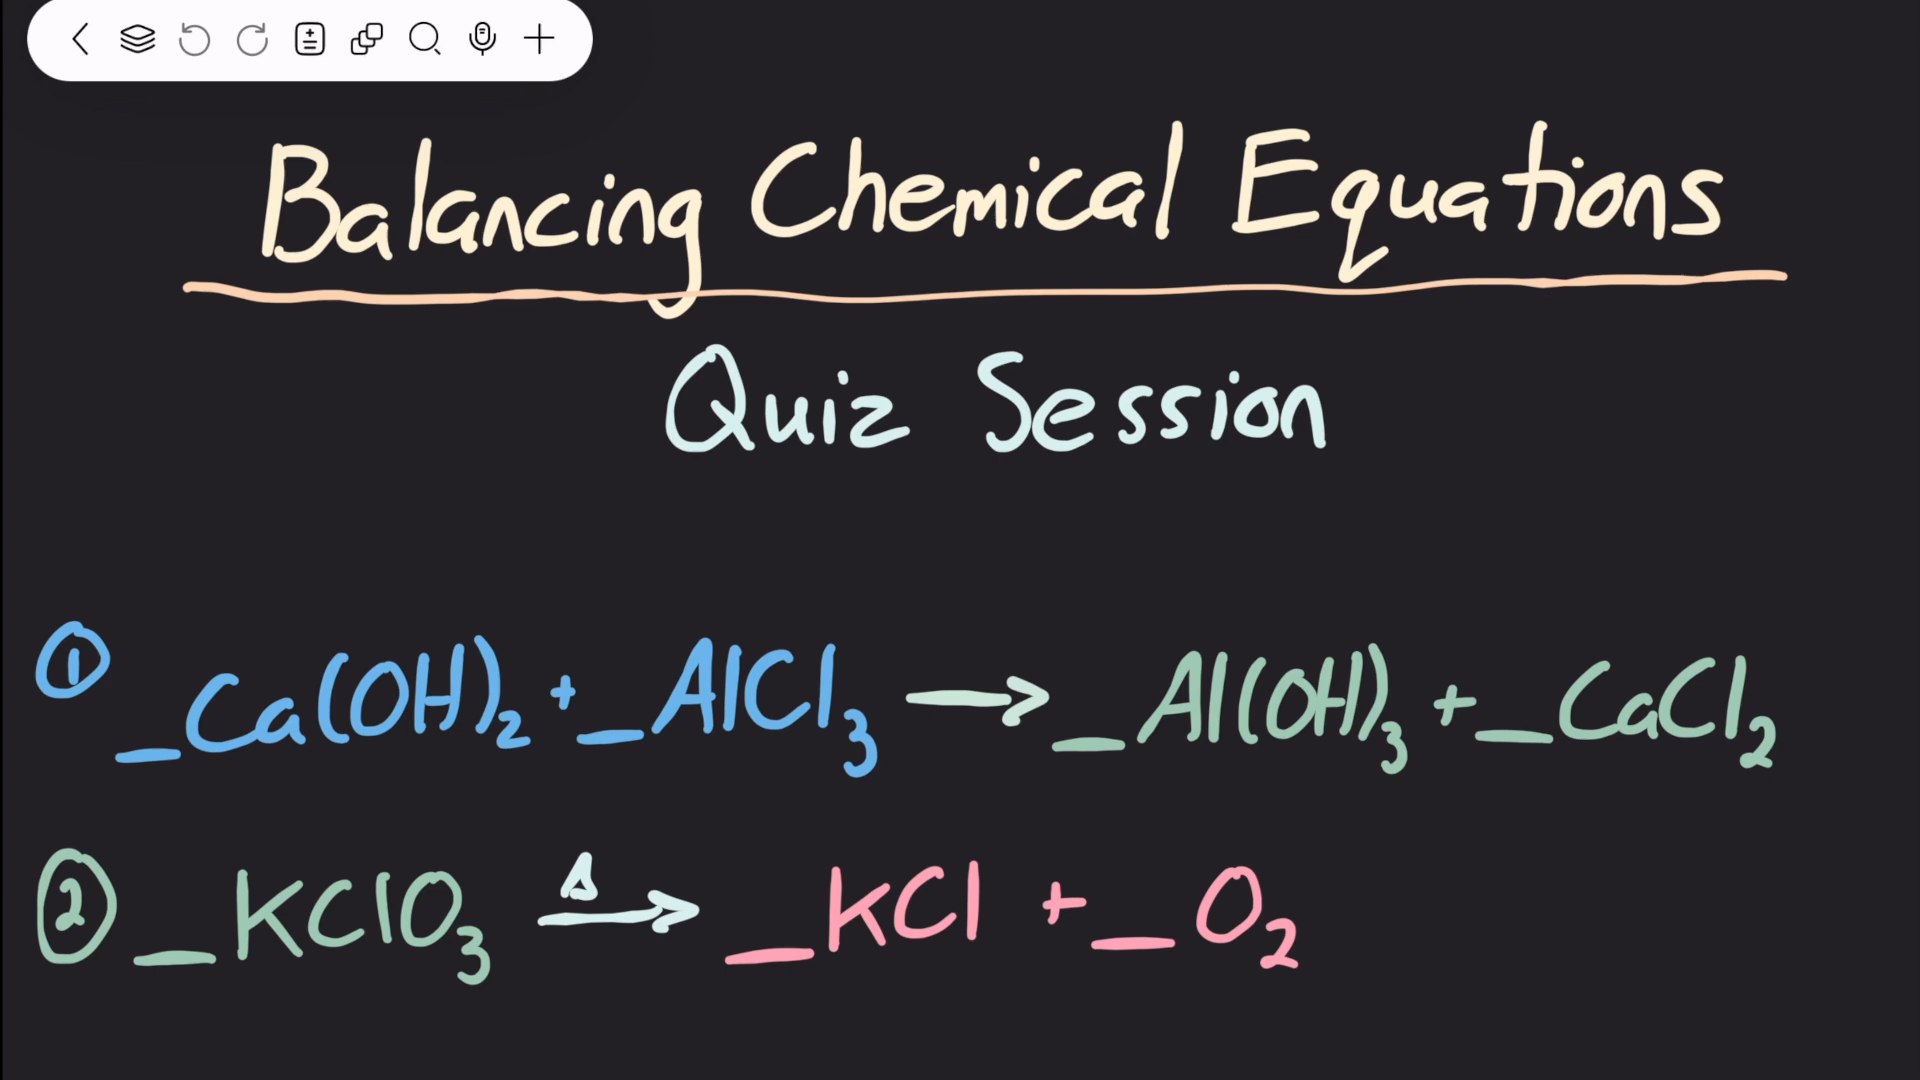 Balancing Chemical Equations
Quiz Session
① _Ca(OH)₂ + _AlCl₃ → _Al(OH)₃ + _CaCl₂
② _KClO₃ Δ→ _KCl + _O₂